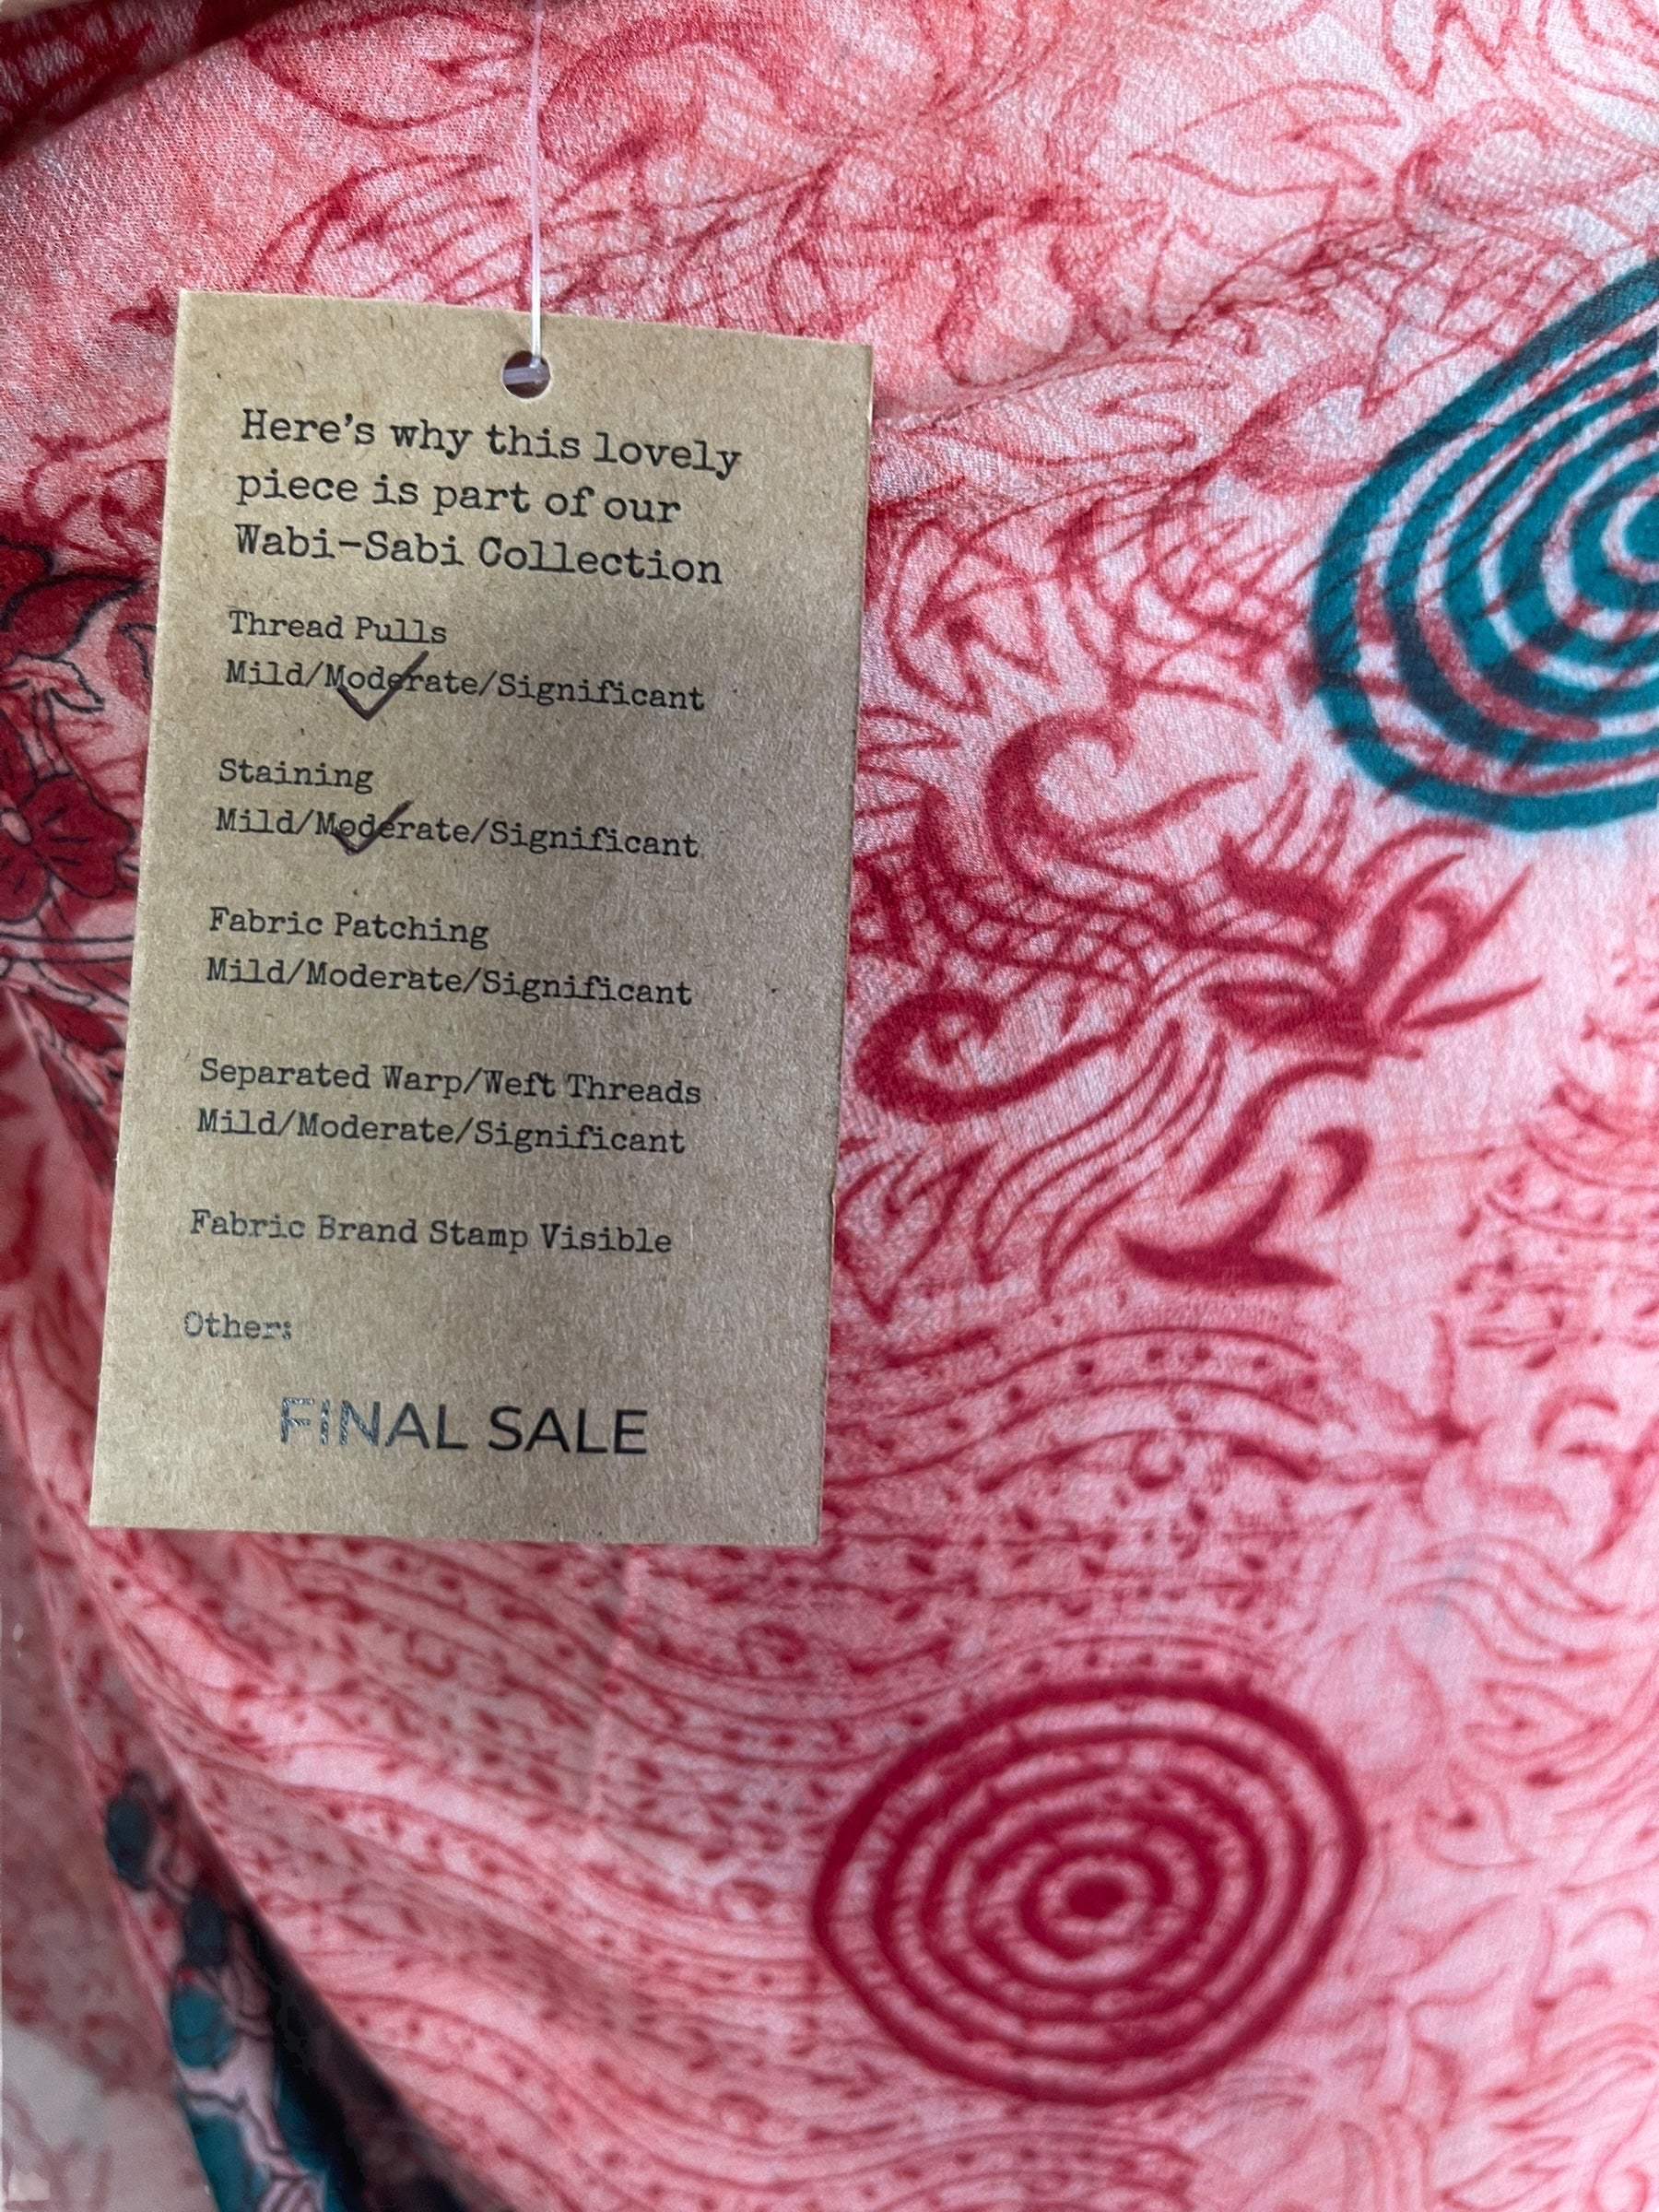 Here's why this lovely
piece is part of our
Wabi-Sabi Collection
Thread Pulls
Mild/Moderate/Significant
Staining
Mild/Moderate/Significant
Fabric Patching
Mild/Moderate/Significant
Separated Warp/Weft Threads
Mild/Moderate/Significant
Fabric Brand Stamp Visible
Other:
FINAL SALE